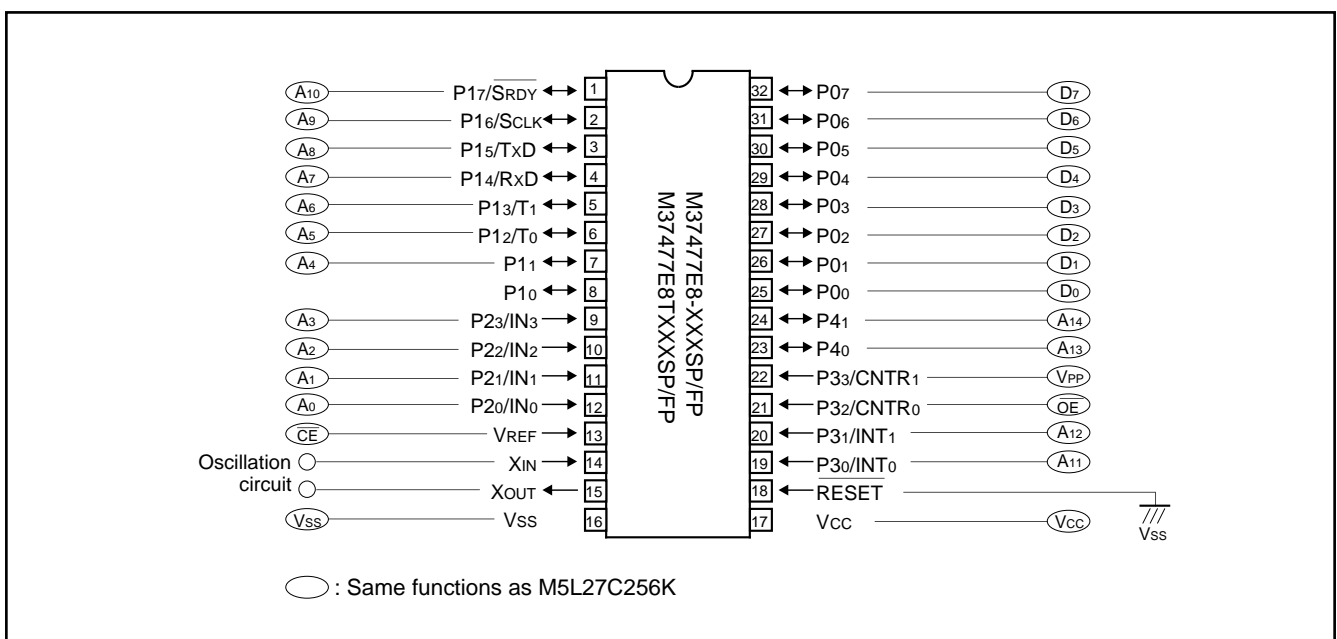 A10 P17/SRDY 1 32 P07 D7
A9 P16/SCLK 2 31 P06 D6
A8 P15/TXD 3 30 P05 D5
A7 P14/RXD 4 29 P04 D4
A6 P13/T1 5 28 P03 D3
A5 P12/T0 6 27 P02 D2
A4 P11 7 26 P01 D1
P10 8 25 P00 D0
A3 P23/IN3 9 24 P41 A14
A2 P22/IN2 10 23 P40 A13
A1 P21/IN1 11 22 P33/CNTR1 VPP
A0 P20/IN0 12 21 P32/CNTR0 OE
CE VREF 13 20 P31/INT1 A12
Oscillation XIN 14 19 P30/INT0 A11
circuit XOUT 15 18 RESET
VSS VSS 16 17 VCC VCC VSS
M37477E8-XXXSP/FP
M37477E8TXXXSP/FP
: Same functions as M5L27C256K